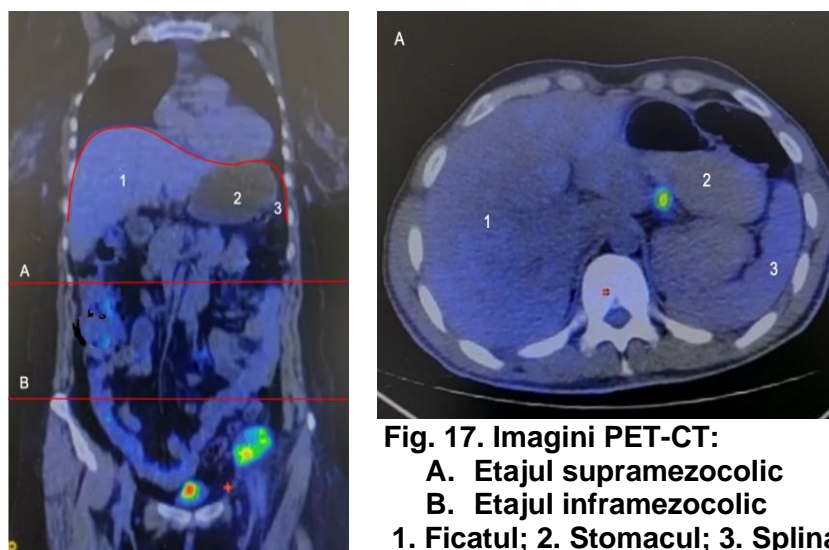 1
2
3
A
B
A
1
2
3
Fig. 17. Imagini PET-CT:
A. Etajul supramezocolic
B. Etajul inframezocolic
1. Ficatul; 2. Stomacul; 3. Splina